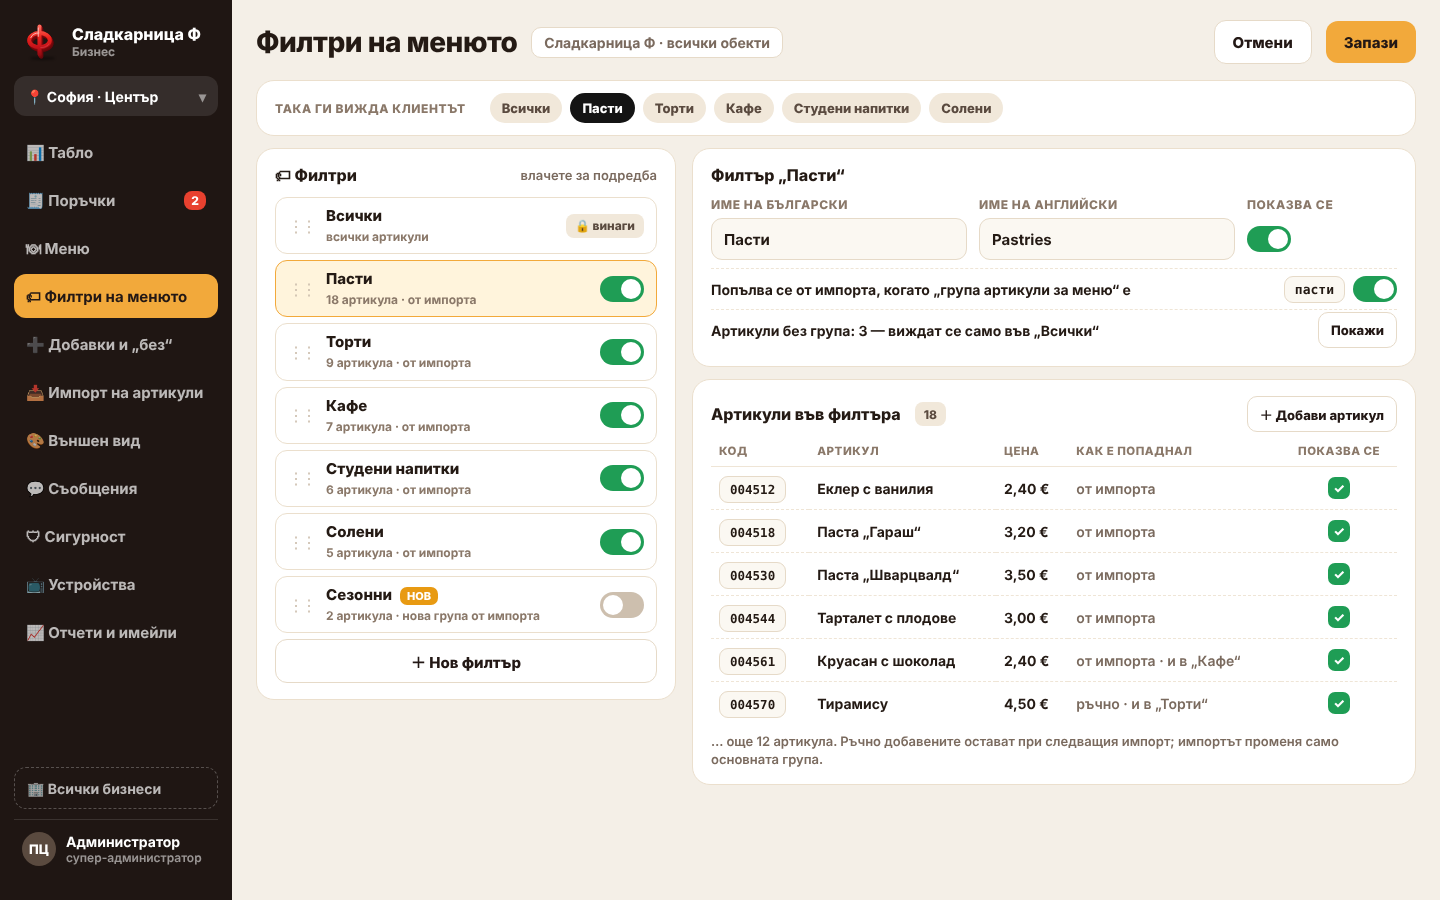 Сладкарница Ф
Бизнес
София · Център
Табло
Поръчки 2
Меню
Филтри на менюто
Добавки и „без“
Импорт на артикули
Външен вид
Съобщения
Сигурност
Устройства
Отчети и имейли
Всички бизнеси
ПЦ
Администратор
супер-администратор
Филтри на менюто
Сладкарница Ф · всички обекти
Отмени
Запази
ТАКА ГИ ВИЖДА КЛИЕНТЪТ
Всички
Пасти
Торти
Кафе
Студени напитки
Солени
Филтри
влачете за подредба
Всички
всички артикули
винаги
Пасти
18 артикула · от импорта
Торти
9 артикула · от импорта
Кафе
7 артикула · от импорта
Студени напитки
6 артикула · от импорта
Солени
5 артикула · от импорта
Сезонни НОВ
2 артикула · нова група от импорта
+ Нов филтър
Филтър „Пасти“
ИМЕ НА БЪЛГАРСКИ
ИМЕ НА АНГЛИЙСКИ
ПОКАЗВА СЕ
Пасти
Pastries
Попълва се от импорта, когато „група артикули за меню“ е
пасти
Артикули без група: 3 — виждат се само във „Всички“
Покажи
Артикули във филтъра 18
+ Добави артикул
КОД АРТИКУЛ ЦЕНА КАК Е ПОПАДНАЛ ПОКАЗВА СЕ
004512 Еклер с ванилия 2,40 € от импорта
004518 Паста „Гараш“ 3,20 € от импорта
004530 Паста „Шварцвалд“ 3,50 € от импорта
004544 Тарталет с плодове 3,00 € от импорта
004561 Круасан с шоколад 2,40 € от импорта · и в „Кафе“
004570 Тирамису 4,50 € ръчно · и в „Торти“
... още 12 артикула. Ръчно добавените остават при следващия импорт; импортът променя само
основната група.